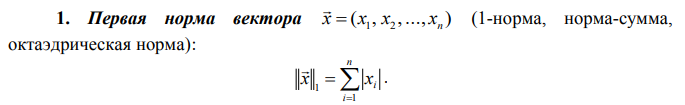 1. Первая норма вектора x⃗ = (x₁, x₂, ..., xₙ) (1-норма, норма-сумма,
октаэдрическая норма):
‖x⃗‖₁ = ∑ᵢ₌₁ⁿ |xᵢ|.